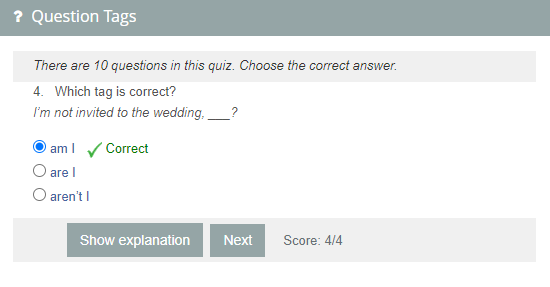 ? Question Tags
There are 10 questions in this quiz. Choose the correct answer.
4. Which tag is correct?
I'm not invited to the wedding, ___?
am I ✓ Correct
are I
aren't I
Show explanation Next Score: 4/4